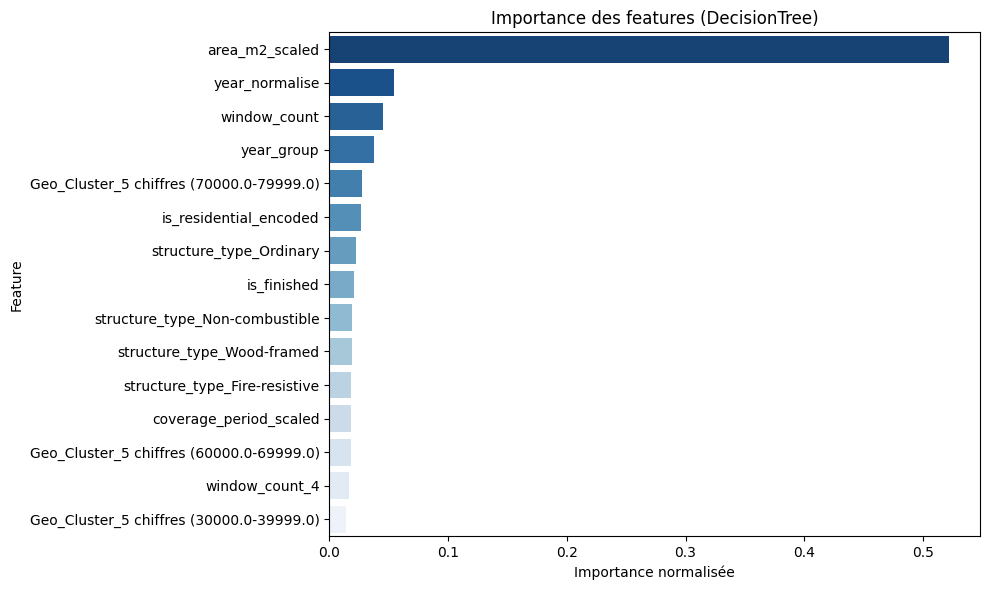 Importance des features (DecisionTree)
Feature
area_m2_scaled
year_normalise
window_count
year_group
Geo_Cluster_5 chiffres (70000.0-79999.0)
is_residential_encoded
structure_type_Ordinary
is_finished
structure_type_Non-combustible
structure_type_Wood-framed
structure_type_Fire-resistive
coverage_period_scaled
Geo_Cluster_5 chiffres (60000.0-69999.0)
window_count_4
Geo_Cluster_5 chiffres (30000.0-39999.0)
0.0 0.1 0.2 0.3 0.4 0.5
Importance normalisée